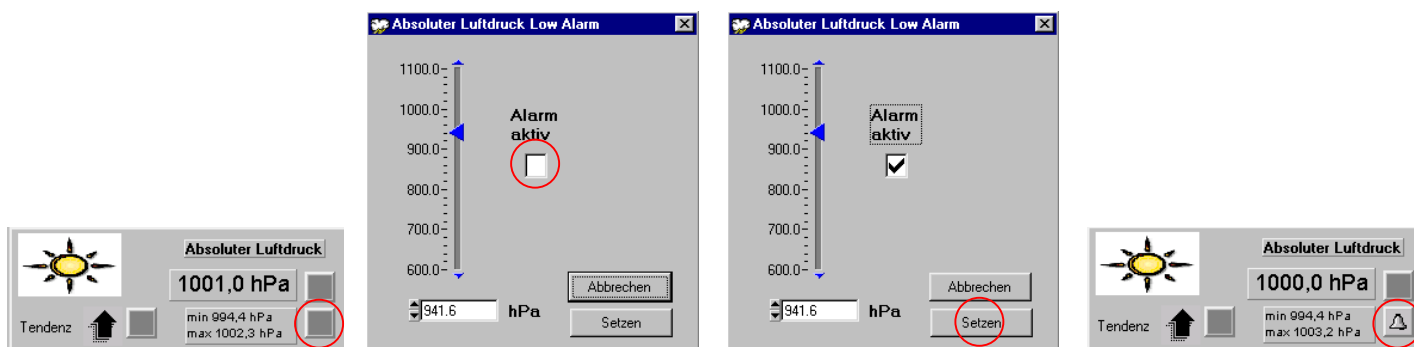 Absoluter Luftdruck
1001,0 hPa
Tendenz
min 994,4 hPa
max 1002,3 hPa
Absoluter Luftdruck Low Alarm
1100.0
1000.0
900.0
800.0
700.0
600.0
Alarm
aktiv
941.6 hPa
Abbrechen
Setzen
Absoluter Luftdruck Low Alarm
1100.0
1000.0
900.0
800.0
700.0
600.0
Alarm
aktiv
941.6 hPa
Abbrechen
Setzen
Absoluter Luftdruck
1000,0 hPa
Tendenz
min 994,4 hPa
max 1003,2 hPa